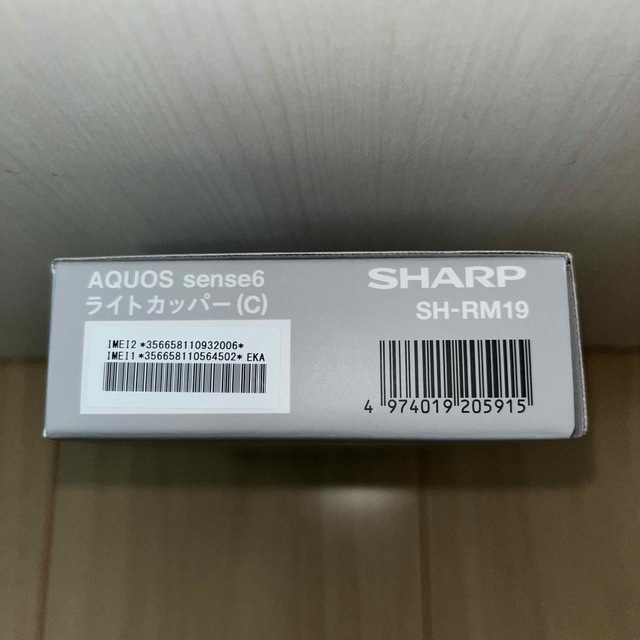 AQUOS sense6
ライトカッパー(C)
SHARP
SH-RM19
IMEI2 *356658110932006*
IMEI1 *356658110564502* EKA
4 974019 205915